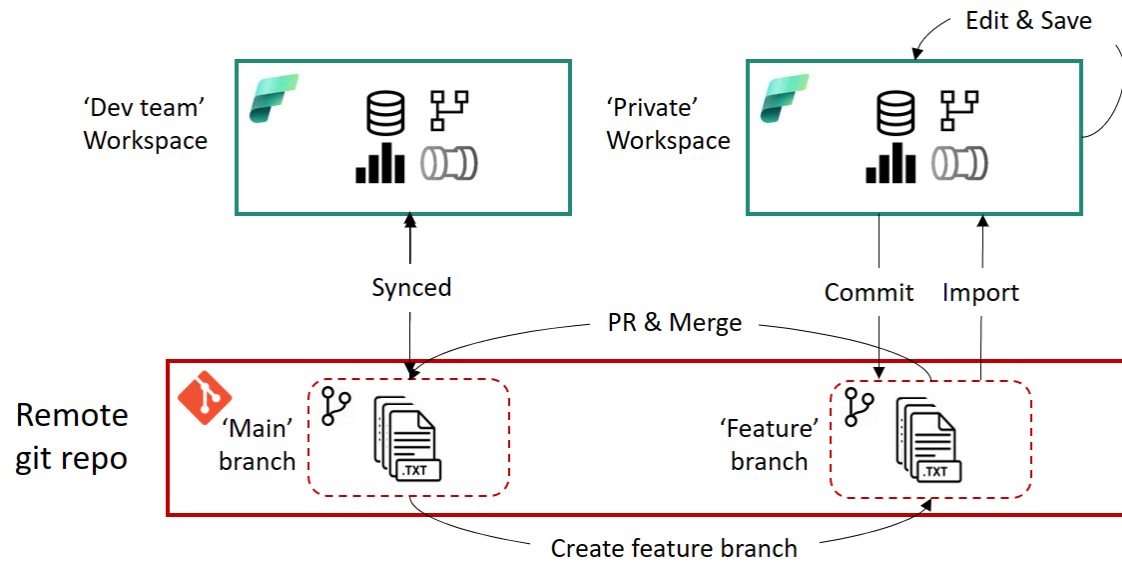 Edit & Save
‘Dev team’
Workspace
‘Private’
Workspace
Synced
Commit
Import
PR & Merge
Remote
git repo
‘Main’
branch
.TXT
‘Feature’
branch
.TXT
Create feature branch